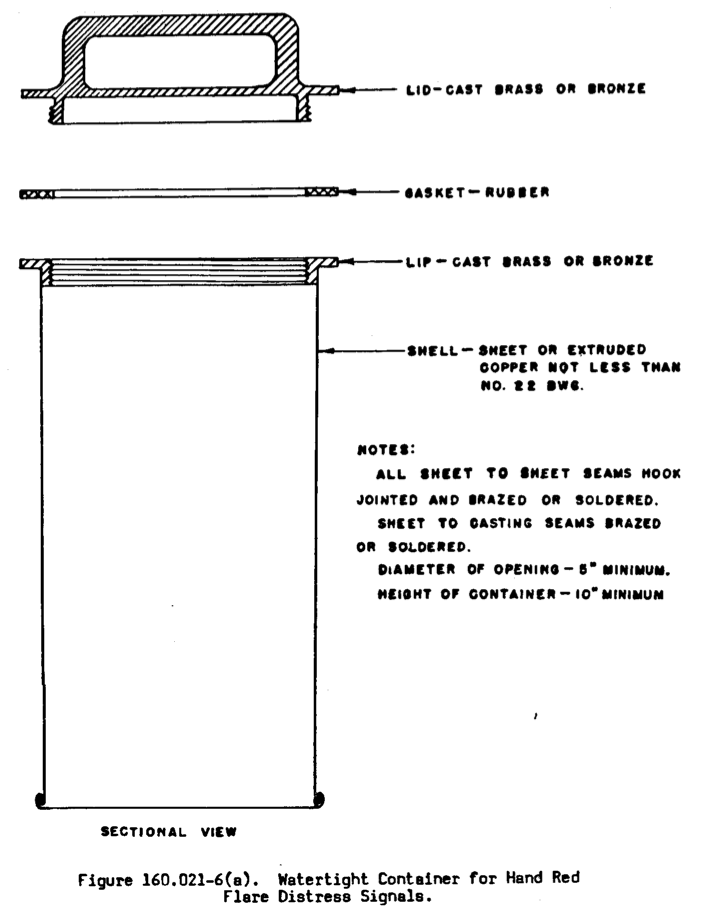 LID-CAST BRASS OR BRONZE
GASKET-RUBBER
LIP-CAST BRASS OR BRONZE
SHELL-SHEET OR EXTRUDED
COPPER NOT LESS THAN
NO. 22 BWG.
NOTES:
ALL SHEET TO SHEET SEAMS HOOK
JOINTED AND BRAZED OR SOLDERED.
SHEET TO CASTING SEAMS BRAZED
OR SOLDERED.
DIAMETER OF OPENING-5" MINIMUM.
HEIGHT OF CONTAINER-10" MINIMUM
SECTIONAL VIEW
Figure 160.021-6(a). Watertight Container for Hand Red
Flare Distress Signals.